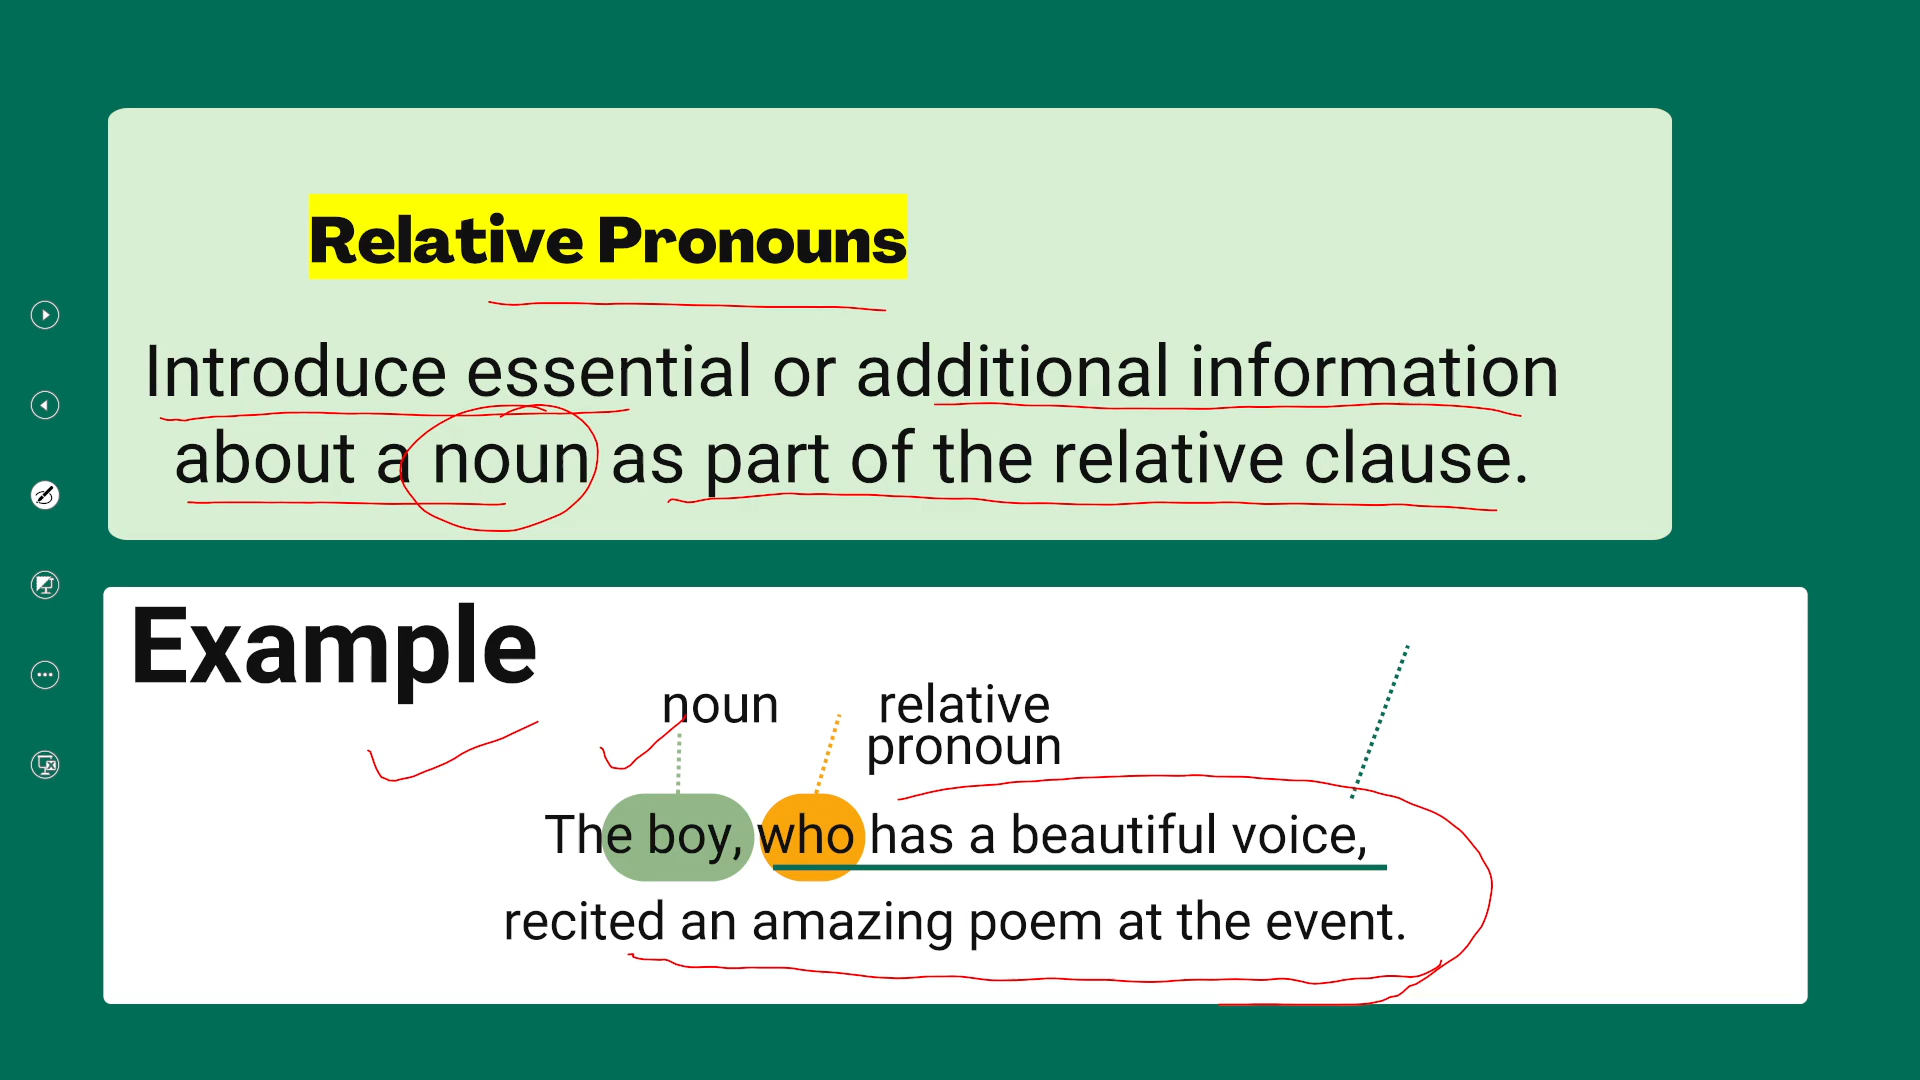 Relative Pronouns
Introduce essential or additional information
about a noun as part of the relative clause.
Example
noun
relative
pronoun
The boy, who has a beautiful voice,
recited an amazing poem at the event.